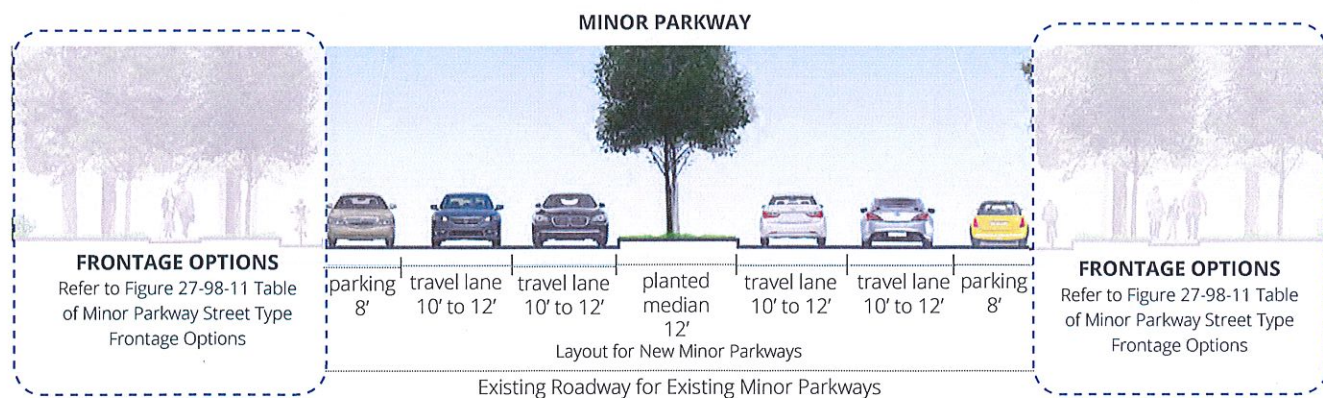 MINOR PARKWAY
FRONTAGE OPTIONS
Refer to Figure 27-98-11 Table
of Minor Parkway Street Type
Frontage Options
parking
8'
travel lane
10' to 12'
travel lane
10' to 12'
planted
median
12'
travel lane
10' to 12'
travel lane
10' to 12'
parking
8'
Layout for New Minor Parkways
Existing Roadway for Existing Minor Parkways
FRONTAGE OPTIONS
Refer to Figure 27-98-11 Table
of Minor Parkway Street Type
Frontage Options